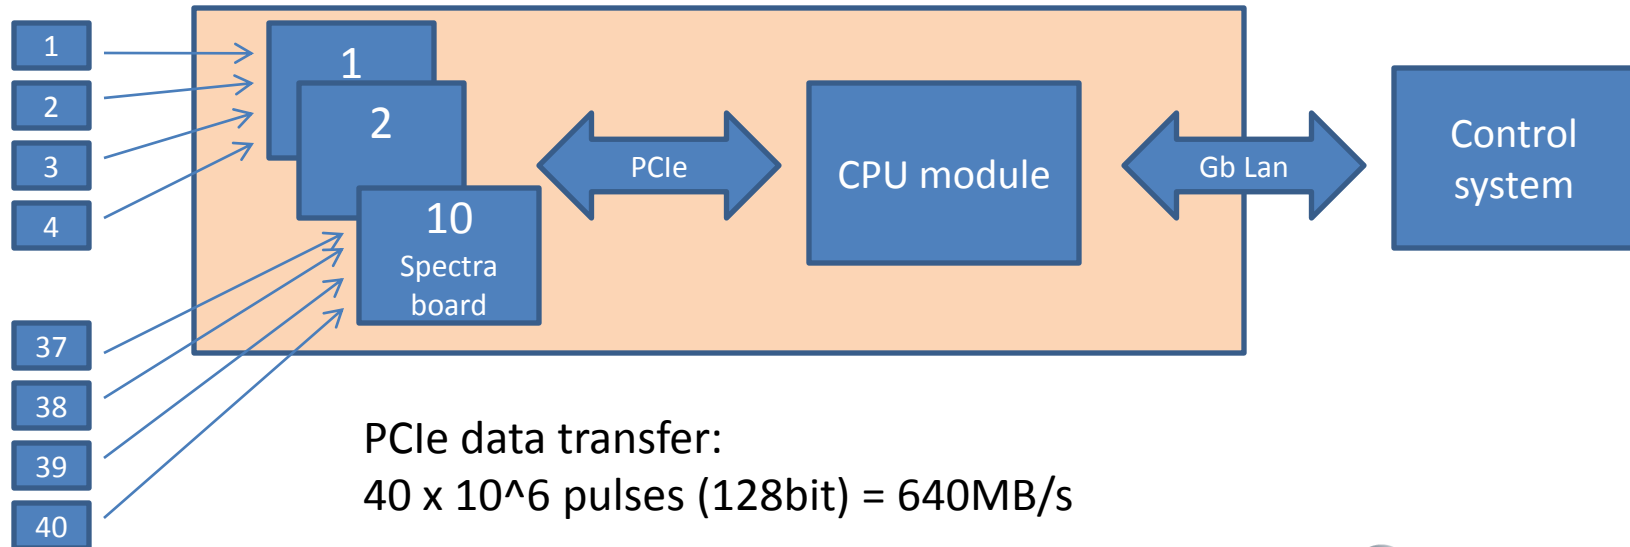 1
2
3
4
37
38
39
40
1
2
10
Spectra
board
PCIe
CPU module
Gb Lan
Control
system
PCIe data transfer:
40 x 10^6 pulses (128bit) = 640MB/s